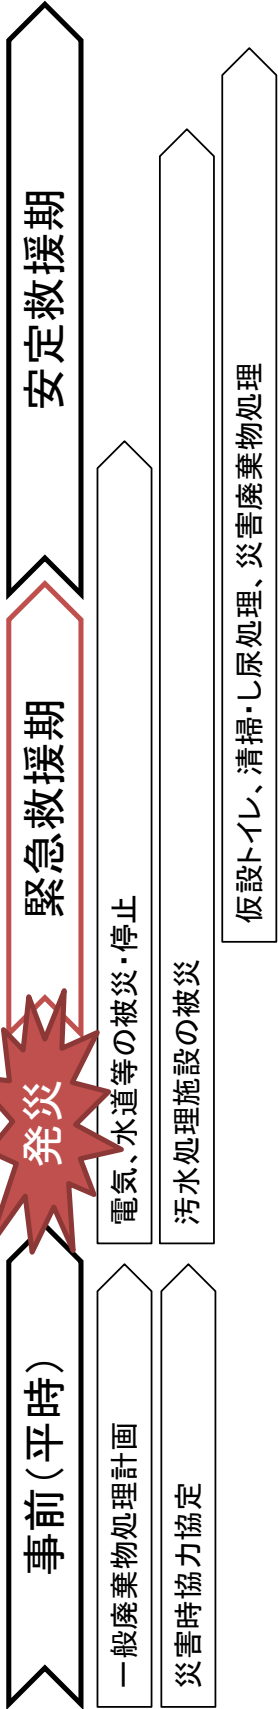 事前(平時)
発災
緊急救援期
安定救援期
一般廃棄物処理計画
電気、水道等の被災・停止
災害時協力協定
汚水処理施設の被災
仮設トイレ、清掃・し尿処理、災害廃棄物処理